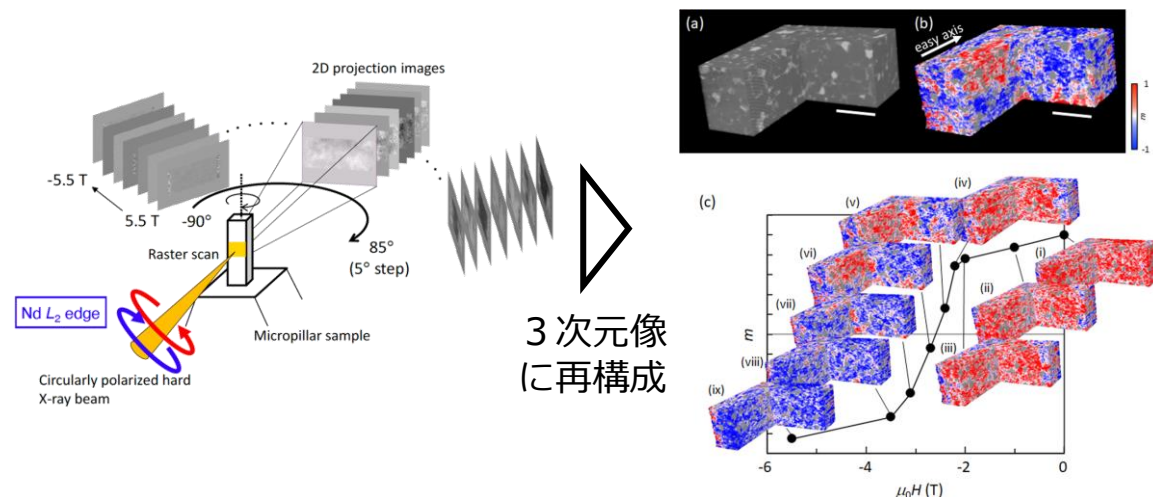 2D projection images
-5.5 T
5.5 T
-90°
85°
(5° step)
Raster scan
Nd L₂ edge
Micropillar sample
Circularly polarized hard
X-ray beam
3次元像
に再構成
(a)
(b)
easy axis
1
m
-1
(c)
(iv)
(v)
(vi)
(i)
(vii)
(ii)
(viii)
(iii)
(ix)
m
-6
-4
-2
0
μ₀H (T)